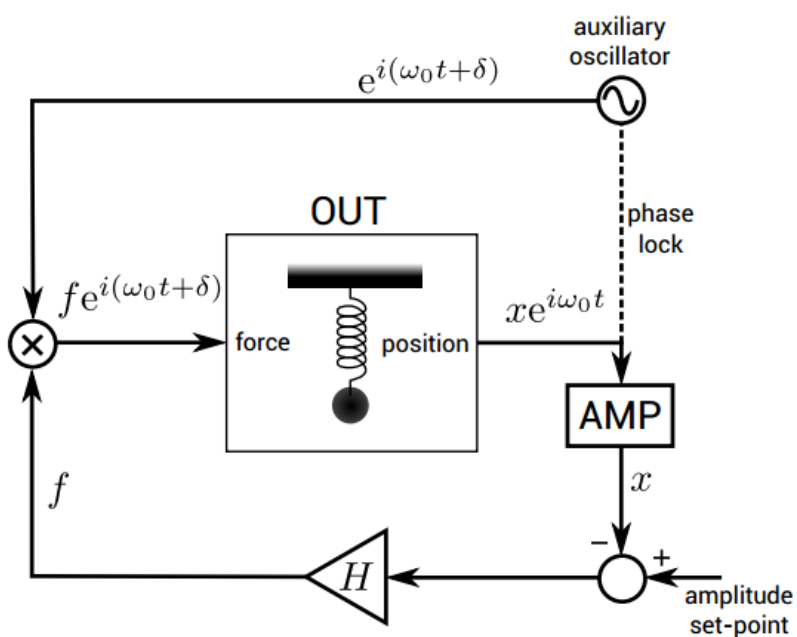 auxiliary
oscillator
e^{i(ω₀t+δ)}
phase
lock
OUT
fe^{i(ω₀t+δ)}
xe^{iω₀t}
force
position
×
AMP
f
x
H
− +
amplitude
set-point